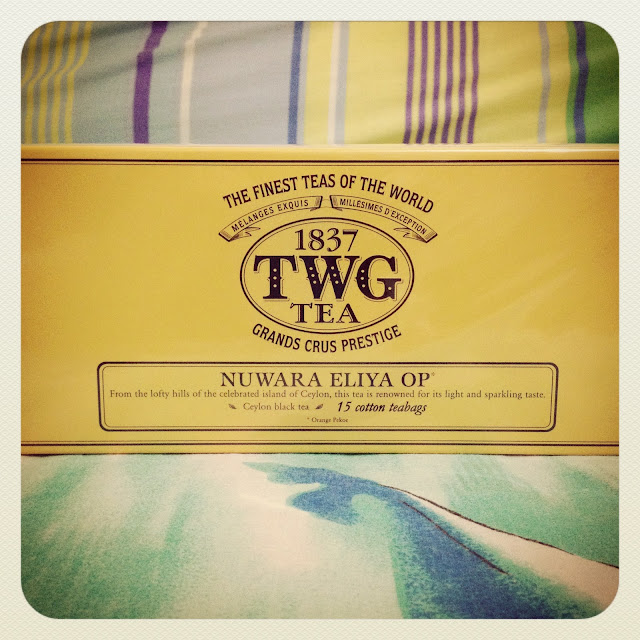 THE FINEST TEAS OF THE WORLD
MÉLANGES EXQUIS MILLÉSIMES D'EXCEPTION
1837
TWG
TEA
GRANDS CRUS PRESTIGE
NUWARA ELIYA OP*
From the lofty hills of the celebrated island of Ceylon, this tea is renowned for its light and sparkling taste.
Ceylon black tea 15 cotton teabags
* Orange Pekoe